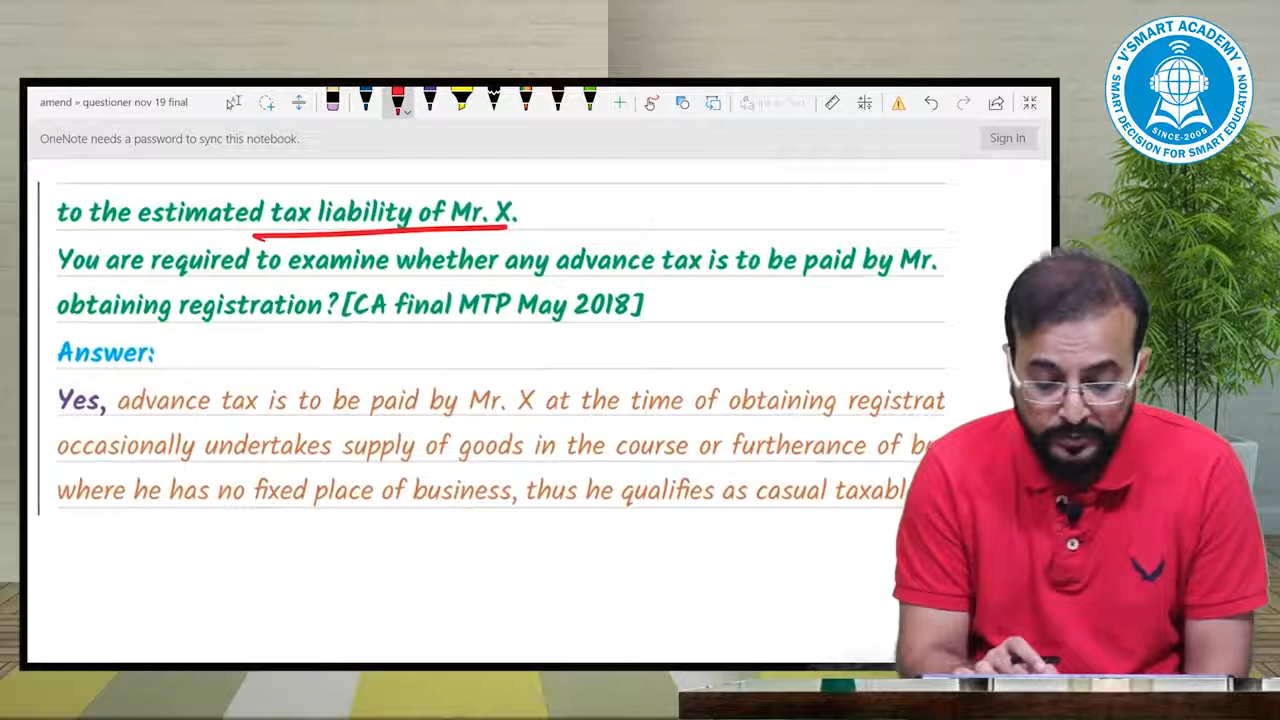 V'SMART ACADEMY
SINCE-2005
SMART DECISION FOR SMART EDUCATION
amend » questioner nov 19 final
Ink to Text
OneNote needs a password to sync this notebook.
Sign In
to the estimated tax liability of Mr. X.
You are required to examine whether any advance tax is to be paid by Mr.
obtaining registration?[CA final MTP May 2018]
Answer:
Yes, advance tax is to be paid by Mr. X at the time of obtaining registrat
occasionally undertakes supply of goods in the course or furtherance of
where he has no fixed place of business, thus he qualifies as casual taxabl